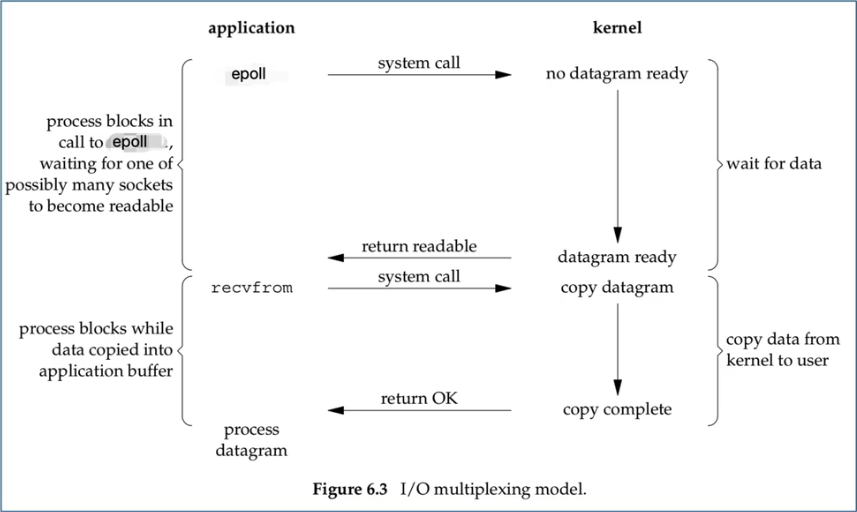 application
kernel
epoll
system call
no datagram ready
process blocks in
call to epoll .,
waiting for one of
possibly many sockets
to become readable
wait for data
return readable
datagram ready
recvfrom
system call
copy datagram
process blocks while
data copied into
application buffer
copy data from
kernel to user
return OK
copy complete
process
datagram
Figure 6.3 I/O multiplexing model.